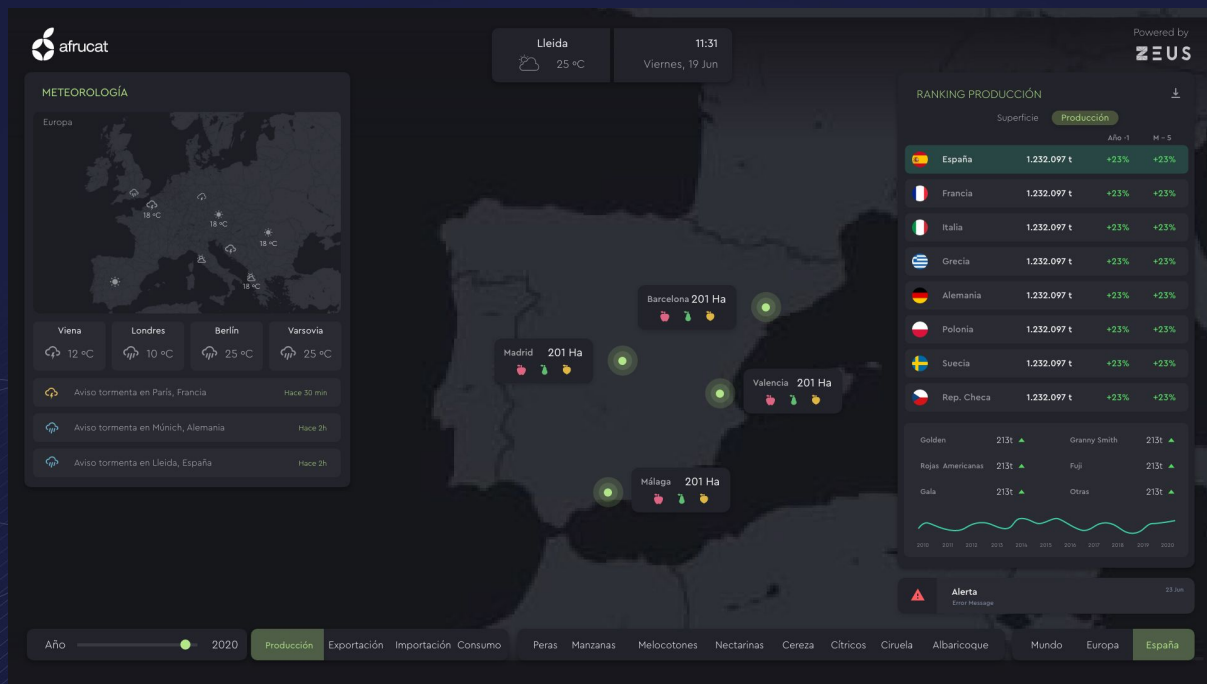 afrucat
Lleida
25 ºC
11:31
Viernes, 19 Jun
Powered by
ZEUS
METEOROLOGÍA
Europa
18 ºC
18 ºC
18 ºC
18 ºC
Viena
12 ºC
Londres
10 ºC
Berlín
25 ºC
Varsovia
25 ºC
Aviso tormenta en París, Francia Hace 30 min
Aviso tormenta en Múnich, Alemania Hace 2h
Aviso tormenta en Lleida, España Hace 2h
Barcelona 201 Ha
Madrid 201 Ha
Valencia 201 Ha
Málaga 201 Ha
RANKING PRODUCCIÓN
Superficie Producción
Año -1 M - 5
España 1.232.097 t +23% +23%
Francia 1.232.097 t +23% +23%
Italia 1.232.097 t +23% +23%
Grecia 1.232.097 t +23% +23%
Alemania 1.232.097 t +23% +23%
Polonia 1.232.097 t +23% +23%
Suecia 1.232.097 t +23% +23%
Rep. Checa 1.232.097 t +23% +23%
Golden 213t Granny Smith 213t
Rojas Americanas 213t Fuji 213t
Gala 213t Otras 213t
2010 2011 2012 2013 2014 2015 2016 2017 2018 2019 2020
Alerta 23 Jun
Error Message
Año 2020
Producción Exportación Importación Consumo
Peras Manzanas Melocotones Nectarinas Cereza Cítricos Ciruela Albaricoque
Mundo Europa España